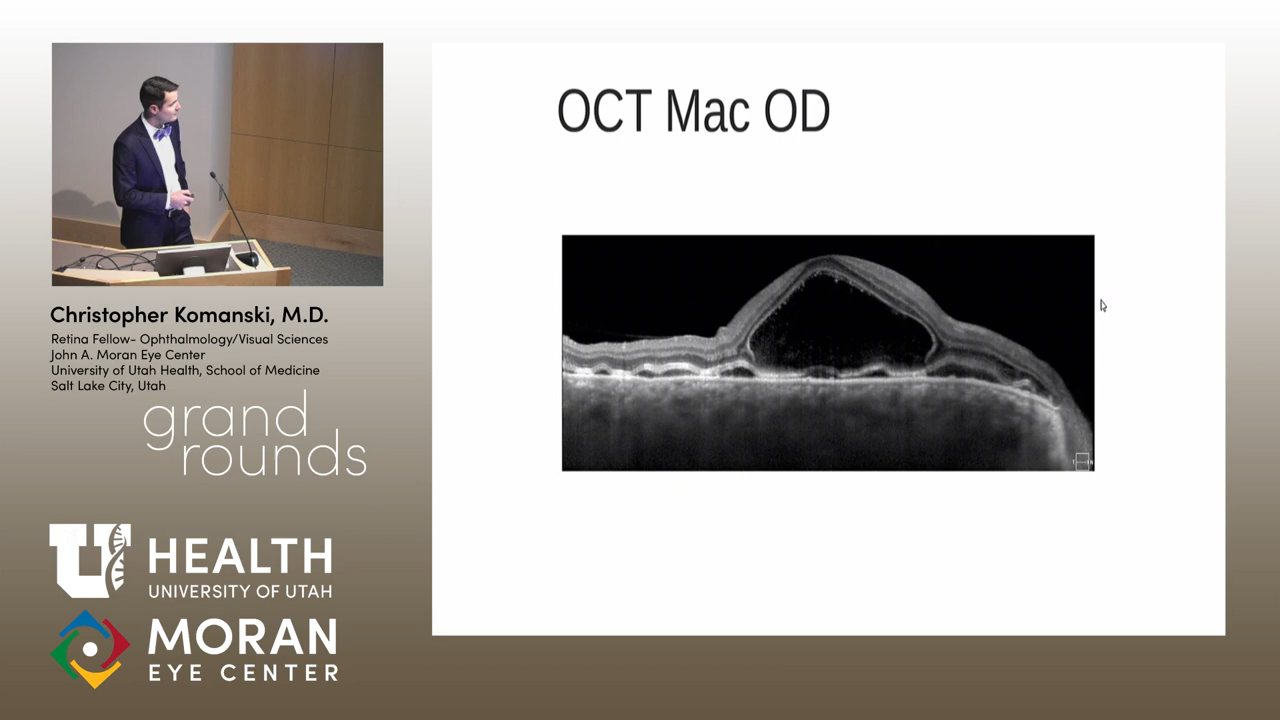 OCT Mac OD
Christopher Komanski, M.D.
Retina Fellow- Ophthalmology/Visual Sciences
John A. Moran Eye Center
University of Utah Health, School of Medicine
Salt Lake City, Utah
grand
rounds
U HEALTH
UNIVERSITY OF UTAH
MORAN
EYE CENTER